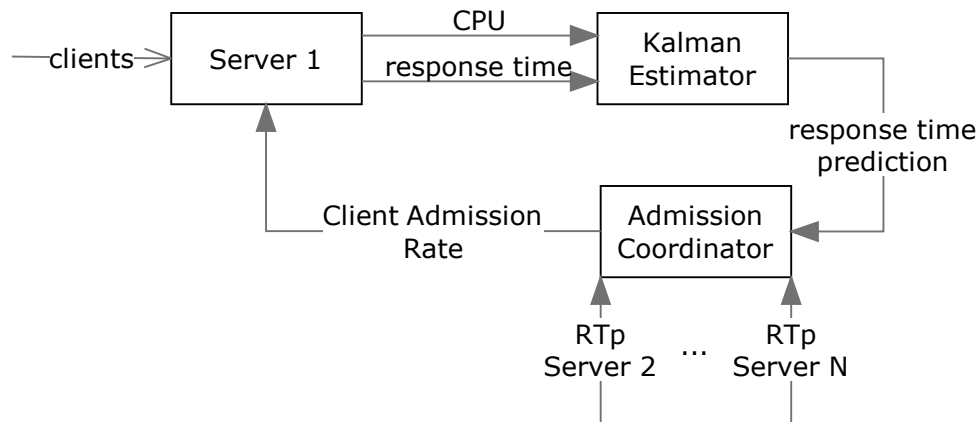 CPU
clients
Server 1
response time
Kalman
Estimator
response time
prediction
Client Admission
Rate
Admission
Coordinator
RTp
Server 2
...
RTp
Server N